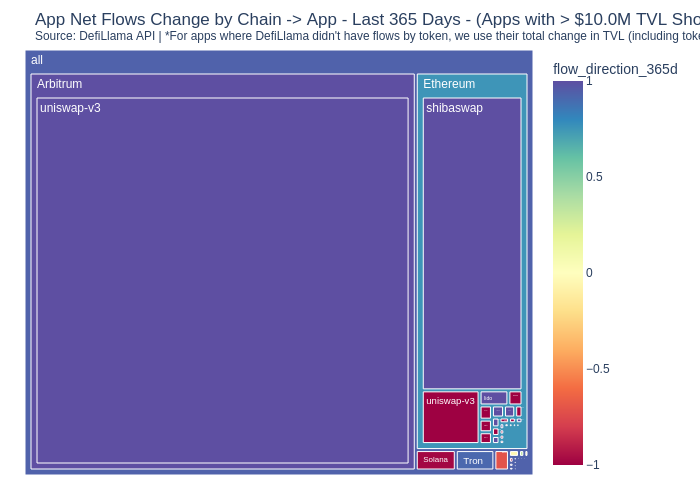 App Net Flows Change by Chain -> App - Last 365 Days - (Apps with > $10.0M TVL Sho
Source: DefiLlama API | *For apps where DefiLlama didn't have flows by token, we use their total change in TVL (including toke
all
Arbitrum
uniswap-v3
Ethereum
shibaswap
uniswap-v3
lido
Solana
Tron
flow_direction_365d
1
0.5
0
−0.5
−1